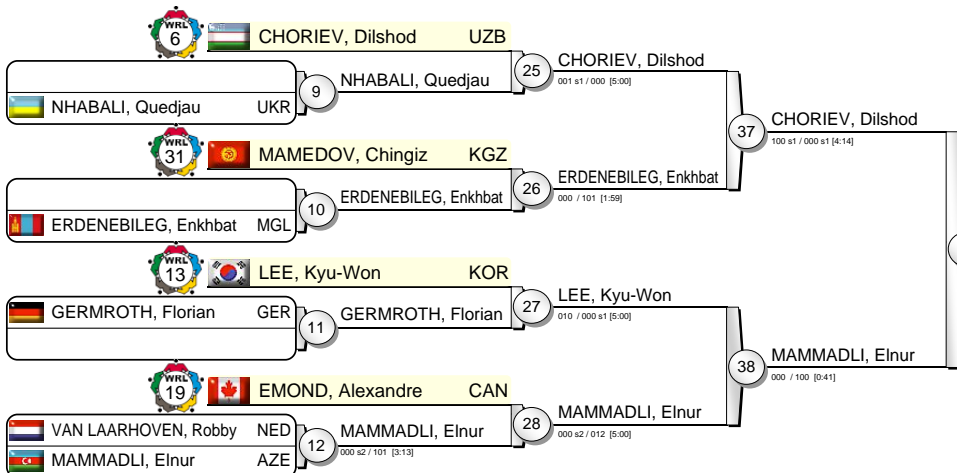 WRL
6
CHORIEV, Dilshod UZB
NHABALI, Quedjau UKR
9
NHABALI, Quedjau
25
CHORIEV, Dilshod
001 s1 / 000 [5:00]
WRL
31
MAMEDOV, Chingiz KGZ
ERDENEBILEG, Enkhbat MGL
10
ERDENEBILEG, Enkhbat
26
ERDENEBILEG, Enkhbat
000 / 101 [1:59]
37
CHORIEV, Dilshod
100 s1 / 000 s1 [4:14]
WRL
13
LEE, Kyu-Won KOR
GERMROTH, Florian GER
11
GERMROTH, Florian
27
LEE, Kyu-Won
010 / 000 s1 [5:00]
WRL
19
EMOND, Alexandre CAN
VAN LAARHOVEN, Robby NED
MAMMADLI, Elnur AZE
12
MAMMADLI, Elnur
000 s2 / 101 [3:13]
28
MAMMADLI, Elnur
000 s2 / 012 [5:00]
38
MAMMADLI, Elnur
000 / 100 [0:41]